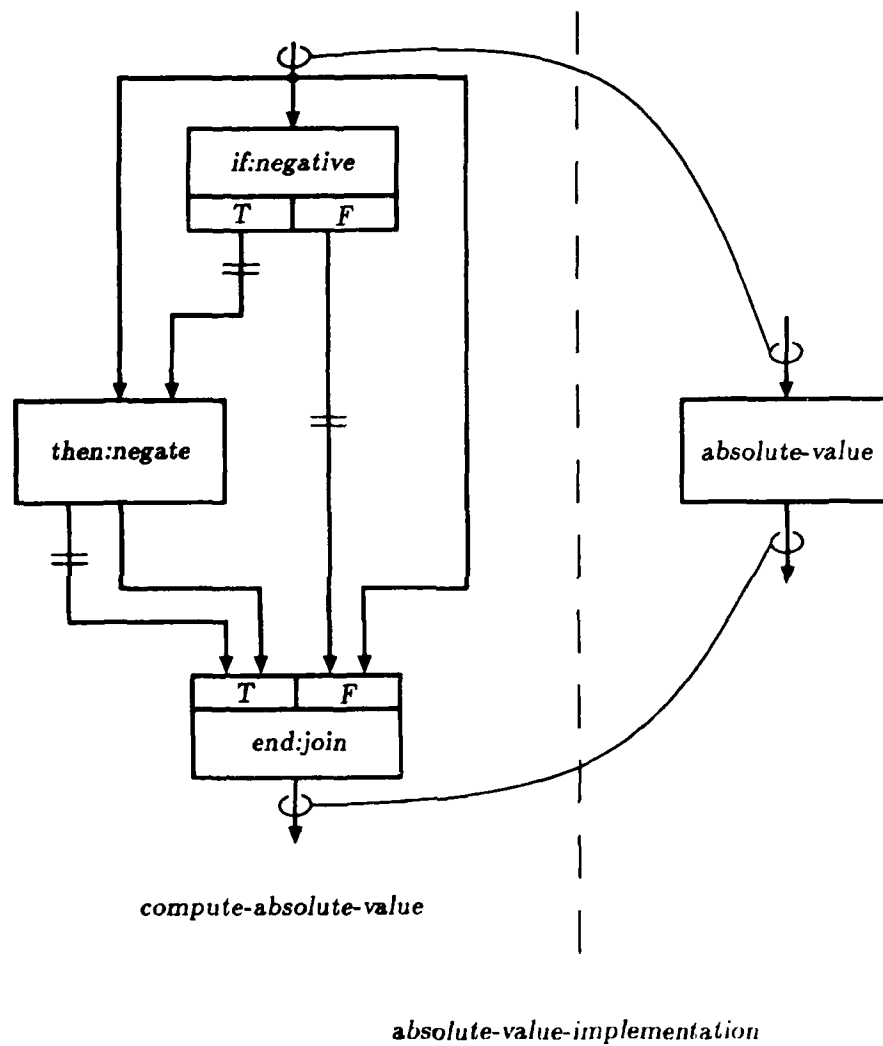 if:negative
T F
then:negate
absolute-value
T F
end:join
compute-absolute-value
absolute-value-implementation